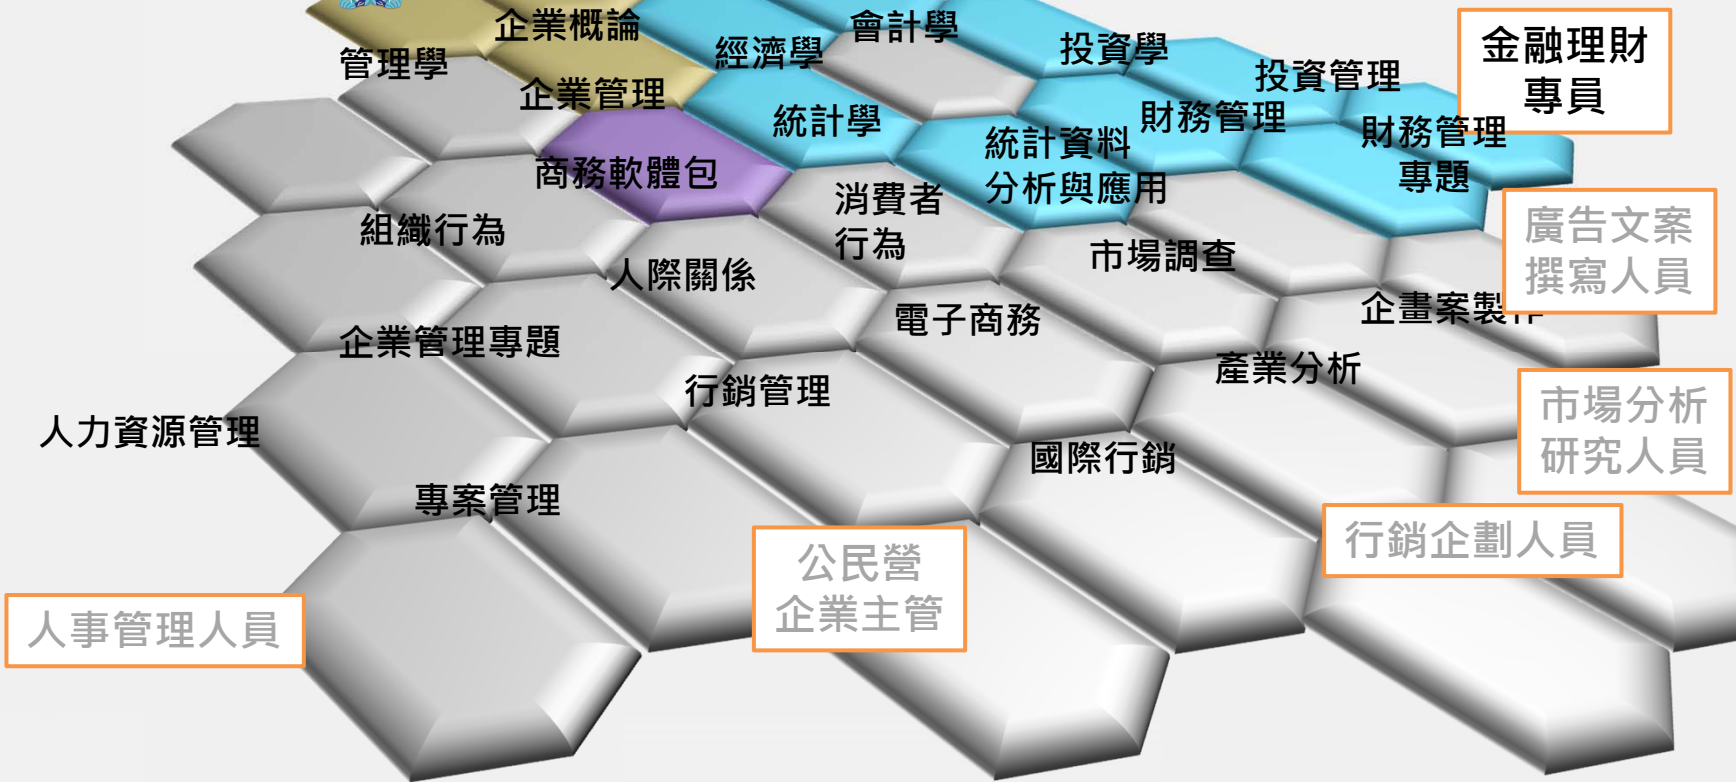 企業概論
會計學
管理學
經濟學
投資學
金融理財
專員
企業管理
投資管理
統計學
財務管理
統計資料
分析與應用
財務管理
專題
商務軟體包
消費者
行為
組織行為
人際關係
市場調查
廣告文案
撰寫人員
企業管理專題
電子商務
企畫案製作
行銷管理
產業分析
市場分析
研究人員
人力資源管理
專案管理
國際行銷
公民營
企業主管
行銷企劃人員
人事管理人員